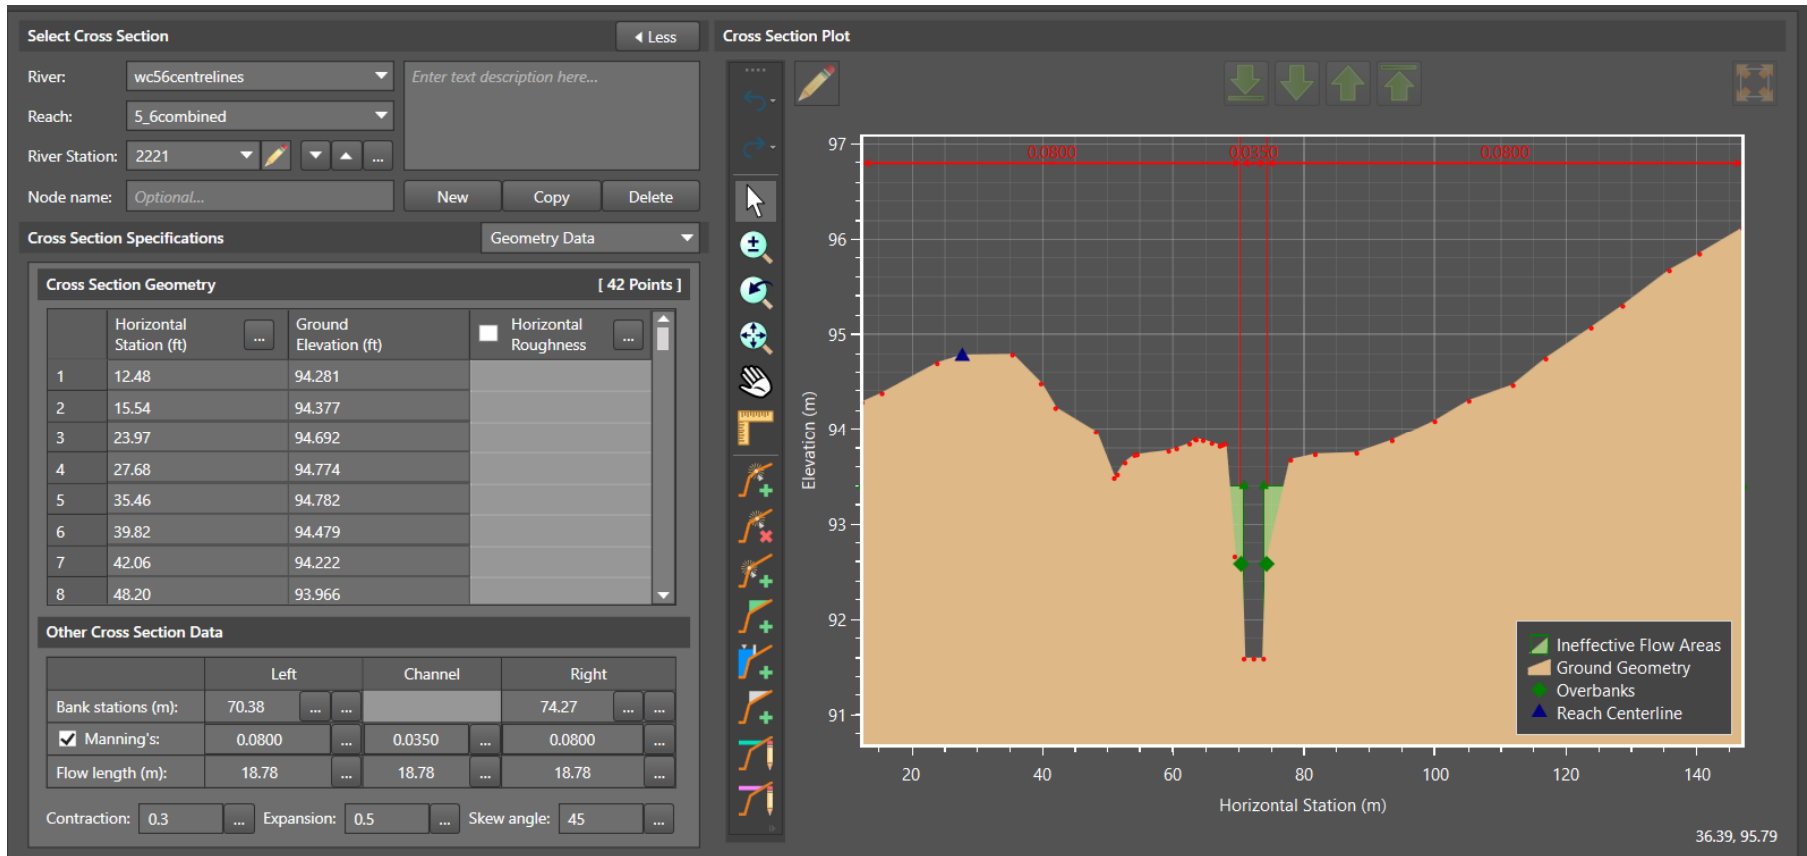 Select Cross Section
Less
River:
wc56centrelines
Enter text description here...
Reach:
5_6combined
River Station:
2221
...
Node name:
Optional...
New
Copy
Delete
Cross Section Specifications
Geometry Data
Cross Section Geometry
[ 42 Points ]
Horizontal
Station (ft)
...
Ground
Elevation (ft)
Horizontal
Roughness
...
1 12.48 94.281
2 15.54 94.377
3 23.97 94.692
4 27.68 94.774
5 35.46 94.782
6 39.82 94.479
7 42.06 94.222
8 48.20 93.966
Other Cross Section Data
Left Channel Right
Bank stations (m): 70.38 ... ... 74.27 ... ...
Manning's: 0.0800 ... 0.0350 ... 0.0800 ...
Flow length (m): 18.78 ... 18.78 ... 18.78 ...
Contraction: 0.3 ... Expansion: 0.5 ... Skew angle: 45 ...
Cross Section Plot
0.0800 0.0350 0.0800
97
96
95
94
93
92
91
Elevation (m)
20 40 60 80 100 120 140
Horizontal Station (m)
Ineffective Flow Areas
Ground Geometry
Overbanks
Reach Centerline
36.39, 95.79